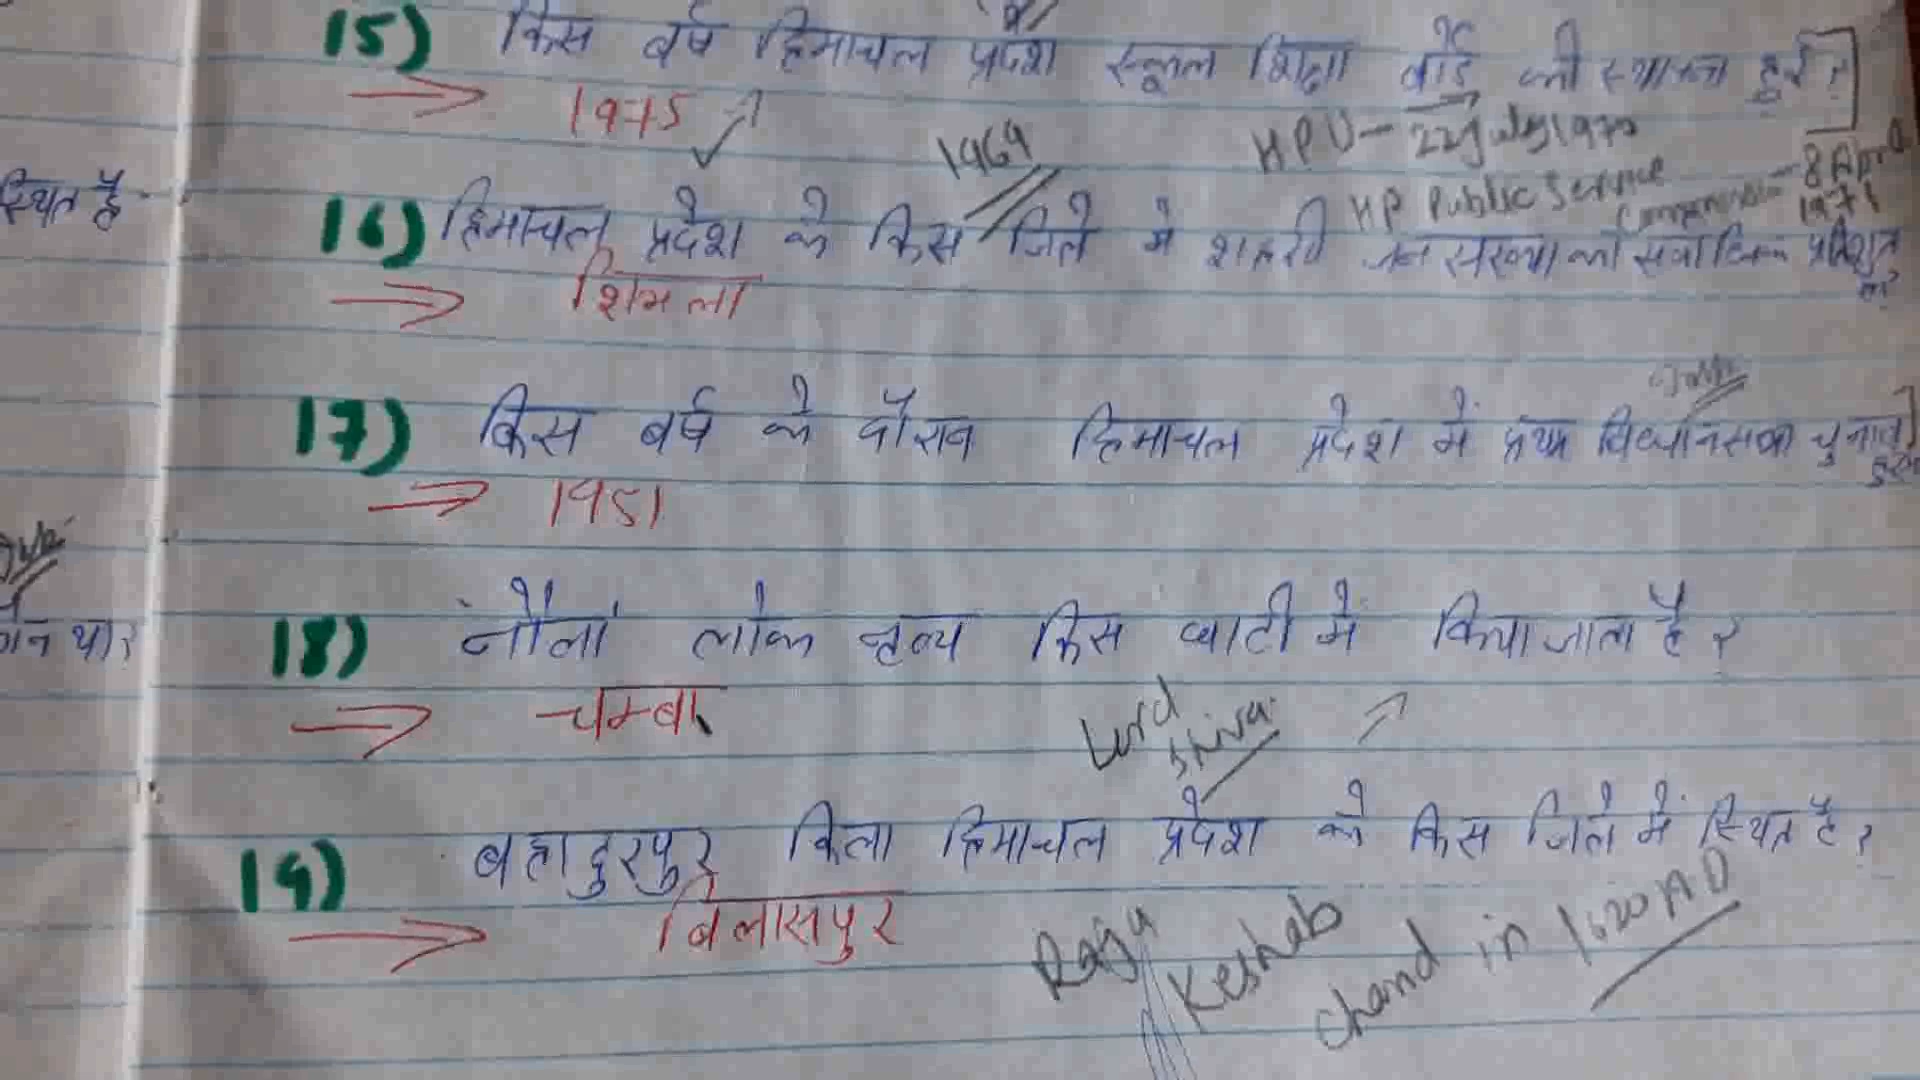 15) किस वर्ष हिमाचल प्रदेश स्कूल शिक्षा बोर्ड की स्थापना हुई?
1975
1969
HPU - 22 July 1970
HP Public Service Commission - 8 April 1971
स्थित है
16) हिमाचल प्रदेश के किस जिले में शहरी जनसंख्या का सर्वाधिक प्रतिशत है?
शिमला
17) किस बर्ष के दौरान हिमाचल प्रदेश में प्रथम विधानसभा चुनाव हुए
1951
था?
18) नौला लोक नृत्य किस घाटी में किया जाता है?
चम्बा
Lord Shiva
19) बहादुरपुर किला हिमाचल प्रदेश के किस जिले में स्थित है?
बिलासपुर
Raja Keshab Chand in 1620 AD